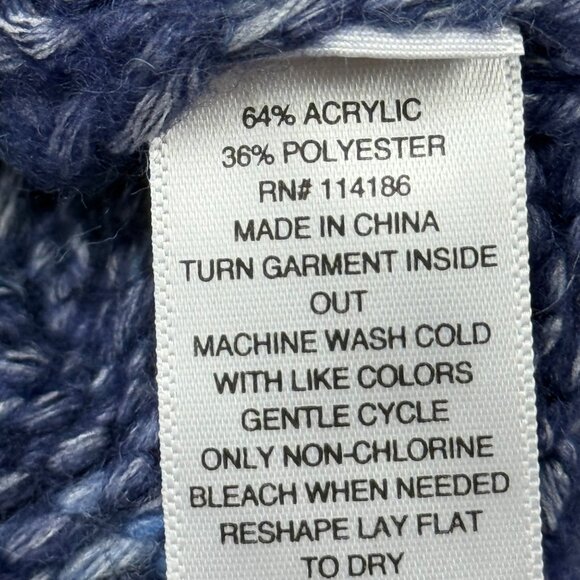 64% ACRYLIC
36% POLYESTER
RN# 114186
MADE IN CHINA
TURN GARMENT INSIDE
OUT
MACHINE WASH COLD
WITH LIKE COLORS
GENTLE CYCLE
ONLY NON-CHLORINE
BLEACH WHEN NEEDED
RESHAPE LAY FLAT
TO DRY